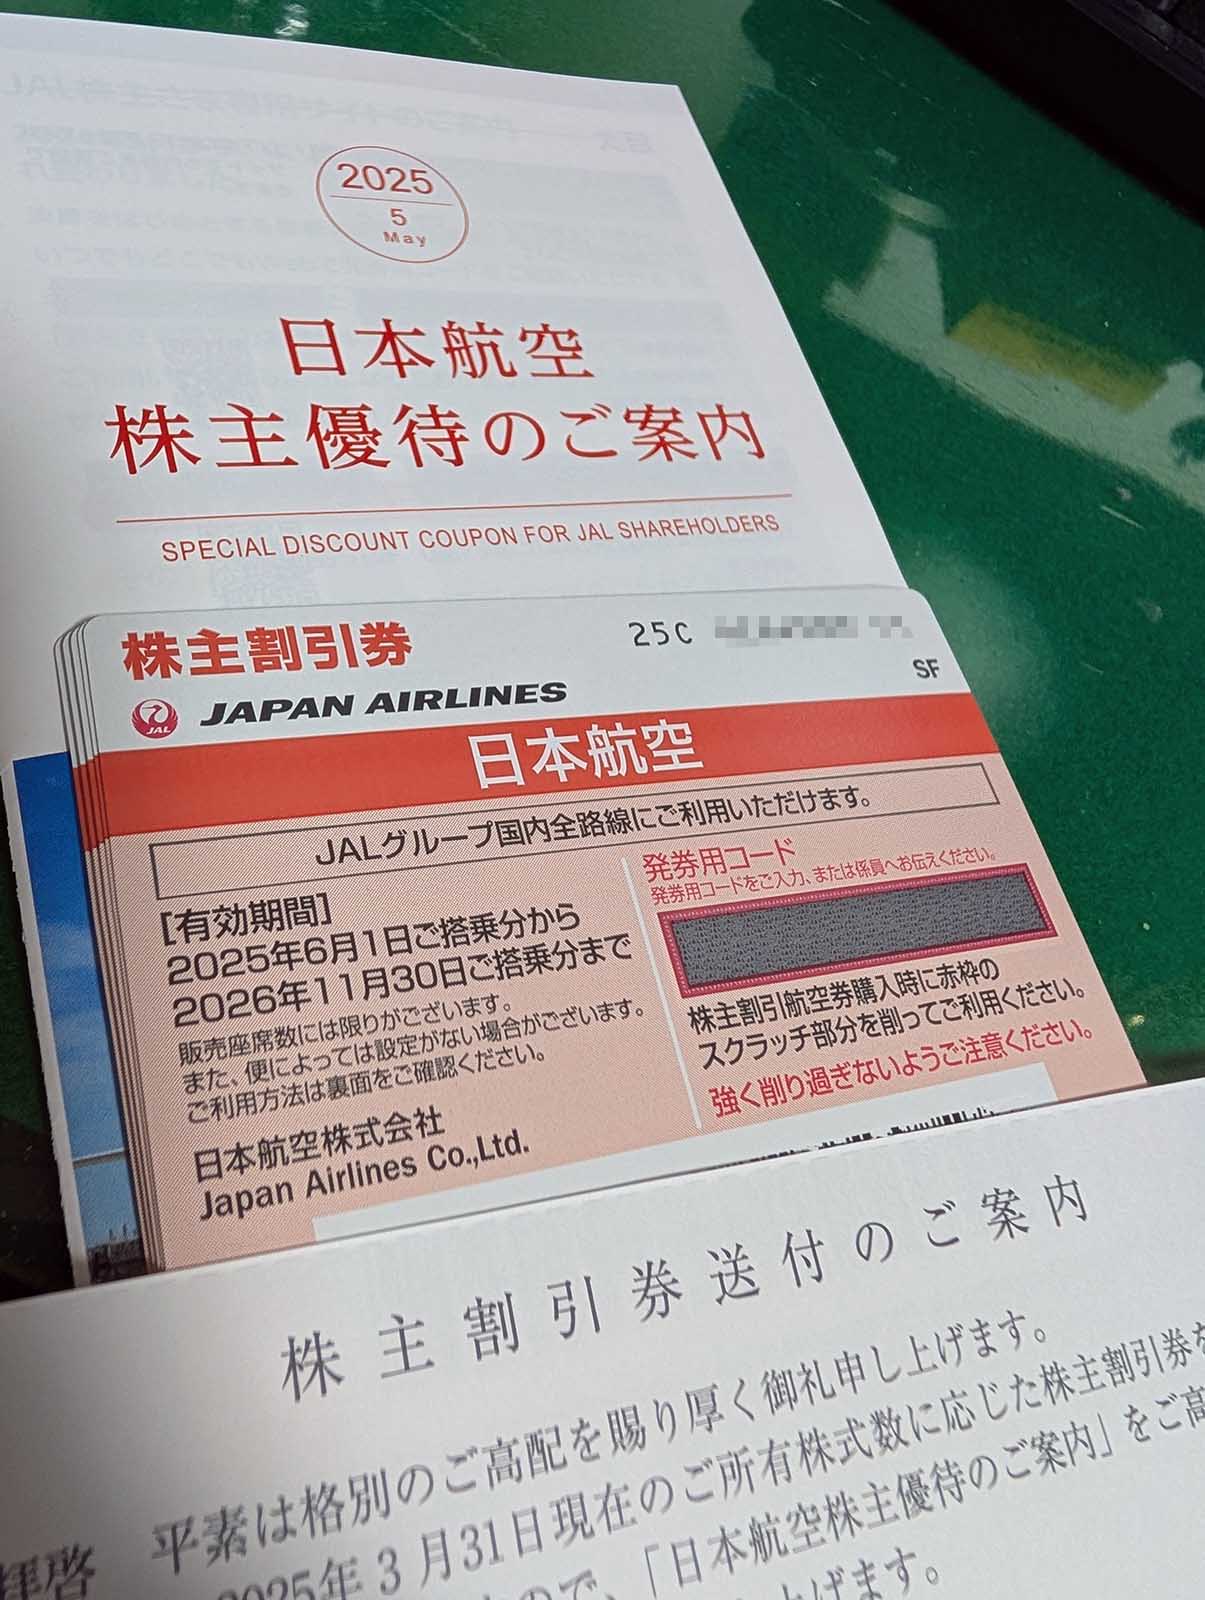 2025
5
May
日本航空
株主優待のご案内
SPECIAL DISCOUNT COUPON FOR JAL SHAREHOLDERS
株主割引券
25C
SF
JAL
JAPAN AIRLINES
日本航空
JALグループ国内全路線にご利用いただけます。
[有効期間]
2025年6月1日ご搭乗分から
2026年11月30日ご搭乗分まで
販売座席数には限りがございます。
また、便によっては設定がない場合がございます。
ご利用方法は裏面をご確認ください。
日本航空株式会社
Japan Airlines Co.,Ltd.
発券用コード
発券用コードをご入力、または係員へお伝えください。
株主割引航空券購入時に赤枠の
スクラッチ部分を削ってご利用ください。
強く削り過ぎないようご注意ください。
株主割引券送付のご案内
拝啓 平素は格別のご高配を賜り厚く御礼申し上げます。
2025年3月31日現在のご所有株式数に応じた株主割引券を
ので、「日本航空株主優待のご案内」をご高
上げます。